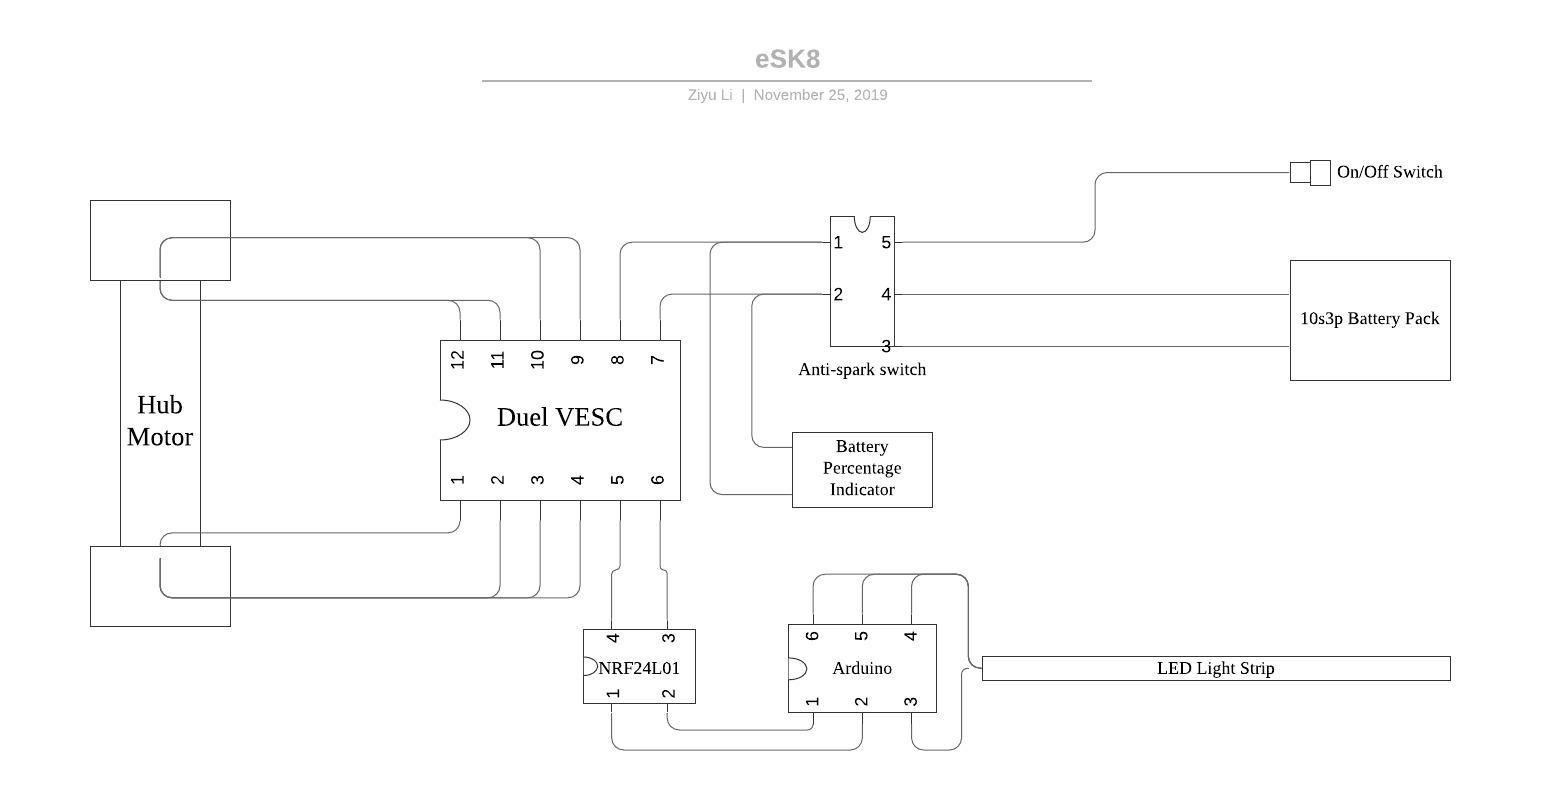 eSK8
Ziyu Li | November 25, 2019
On/Off Switch
1 5
2 4
3
10s3p Battery Pack
Anti-spark switch
12 11 10 9 8 7
Duel VESC
1 2 3 4 5 6
Hub
Motor
Battery
Percentage
Indicator
4 3
NRF24L01
1 2
6 5 4
Arduino
1 2 3
LED Light Strip